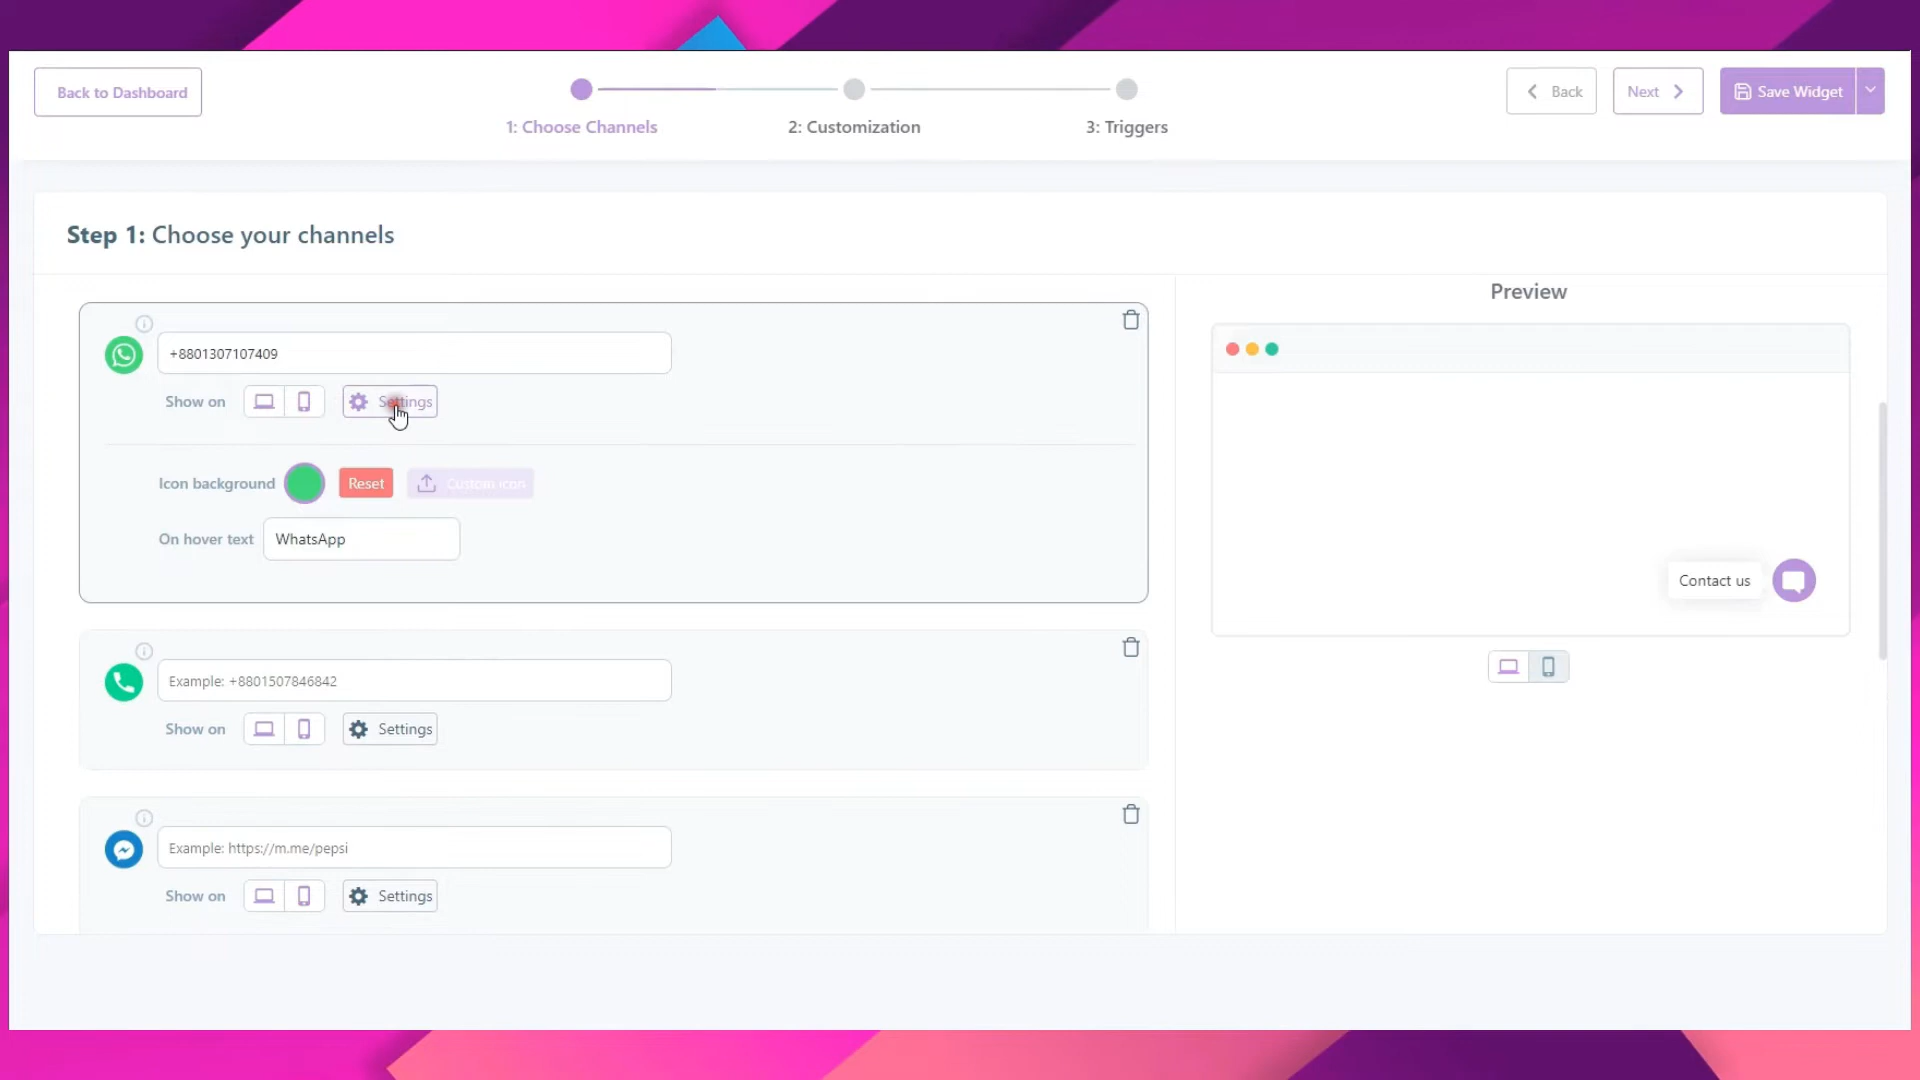 Back to Dashboard
1: Choose Channels
2: Customization
3: Triggers
Back
Next
Save Widget
Step 1: Choose your channels
+8801307107409
Show on
Settings
Icon background
Reset
Custom Icon
On hover text
WhatsApp
Example: +8801507846842
Show on
Settings
Example: https://m.me/pepsi
Show on
Settings
Preview
Contact us